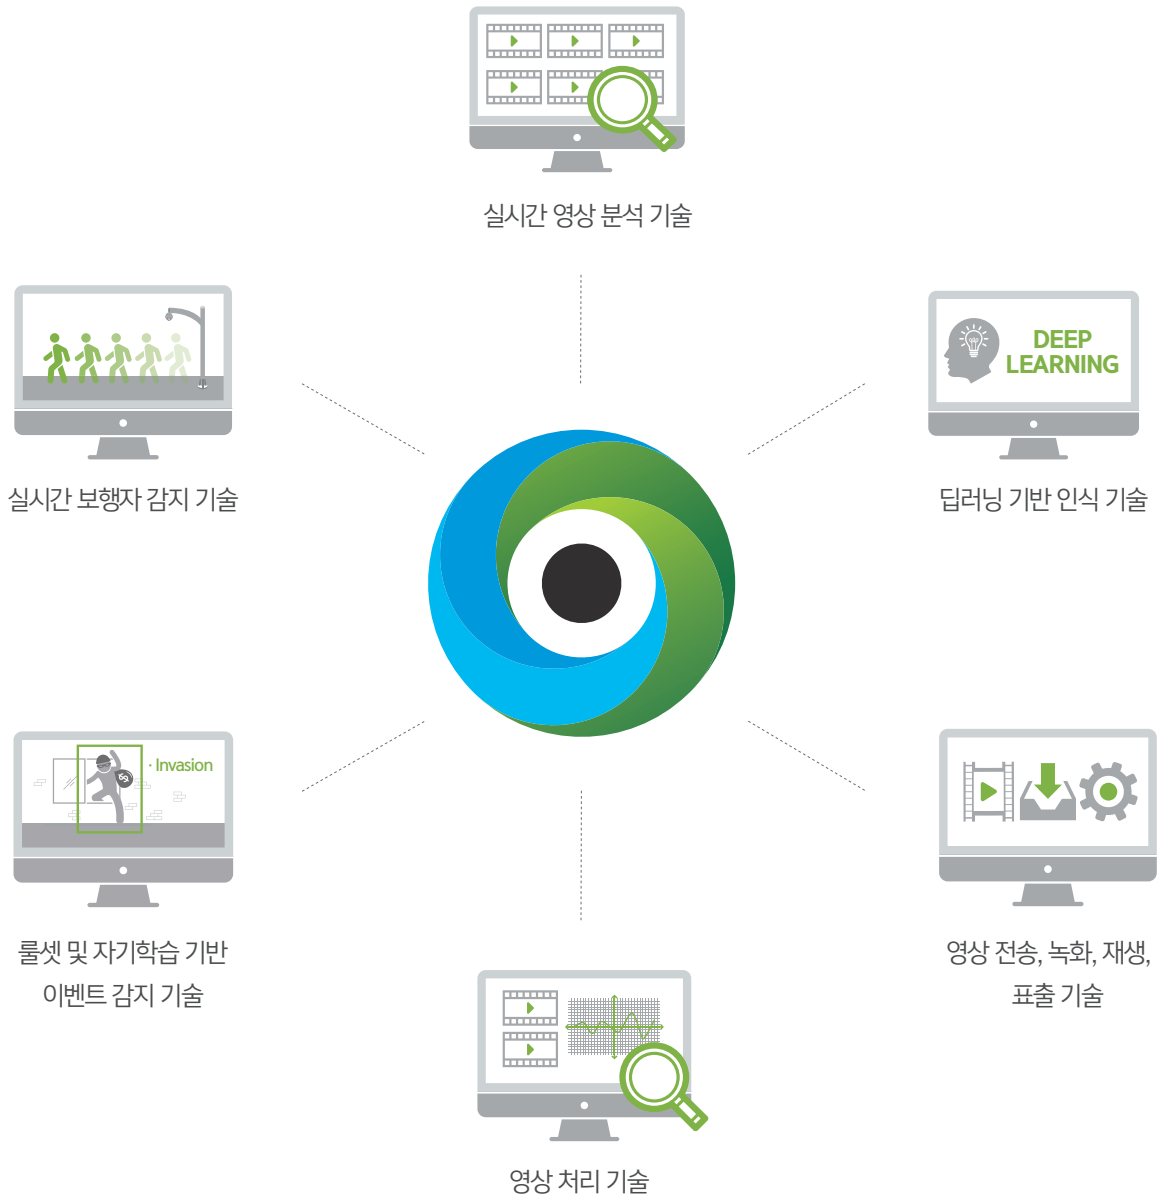 실시간 영상 분석 기술
DEEP
LEARNING
실시간 보행자 감지 기술
딥러닝 기반 인식 기술
· Invasion
룰셋 및 자기학습 기반
이벤트 감지 기술
영상 전송, 녹화, 재생,
표출 기술
영상 처리 기술